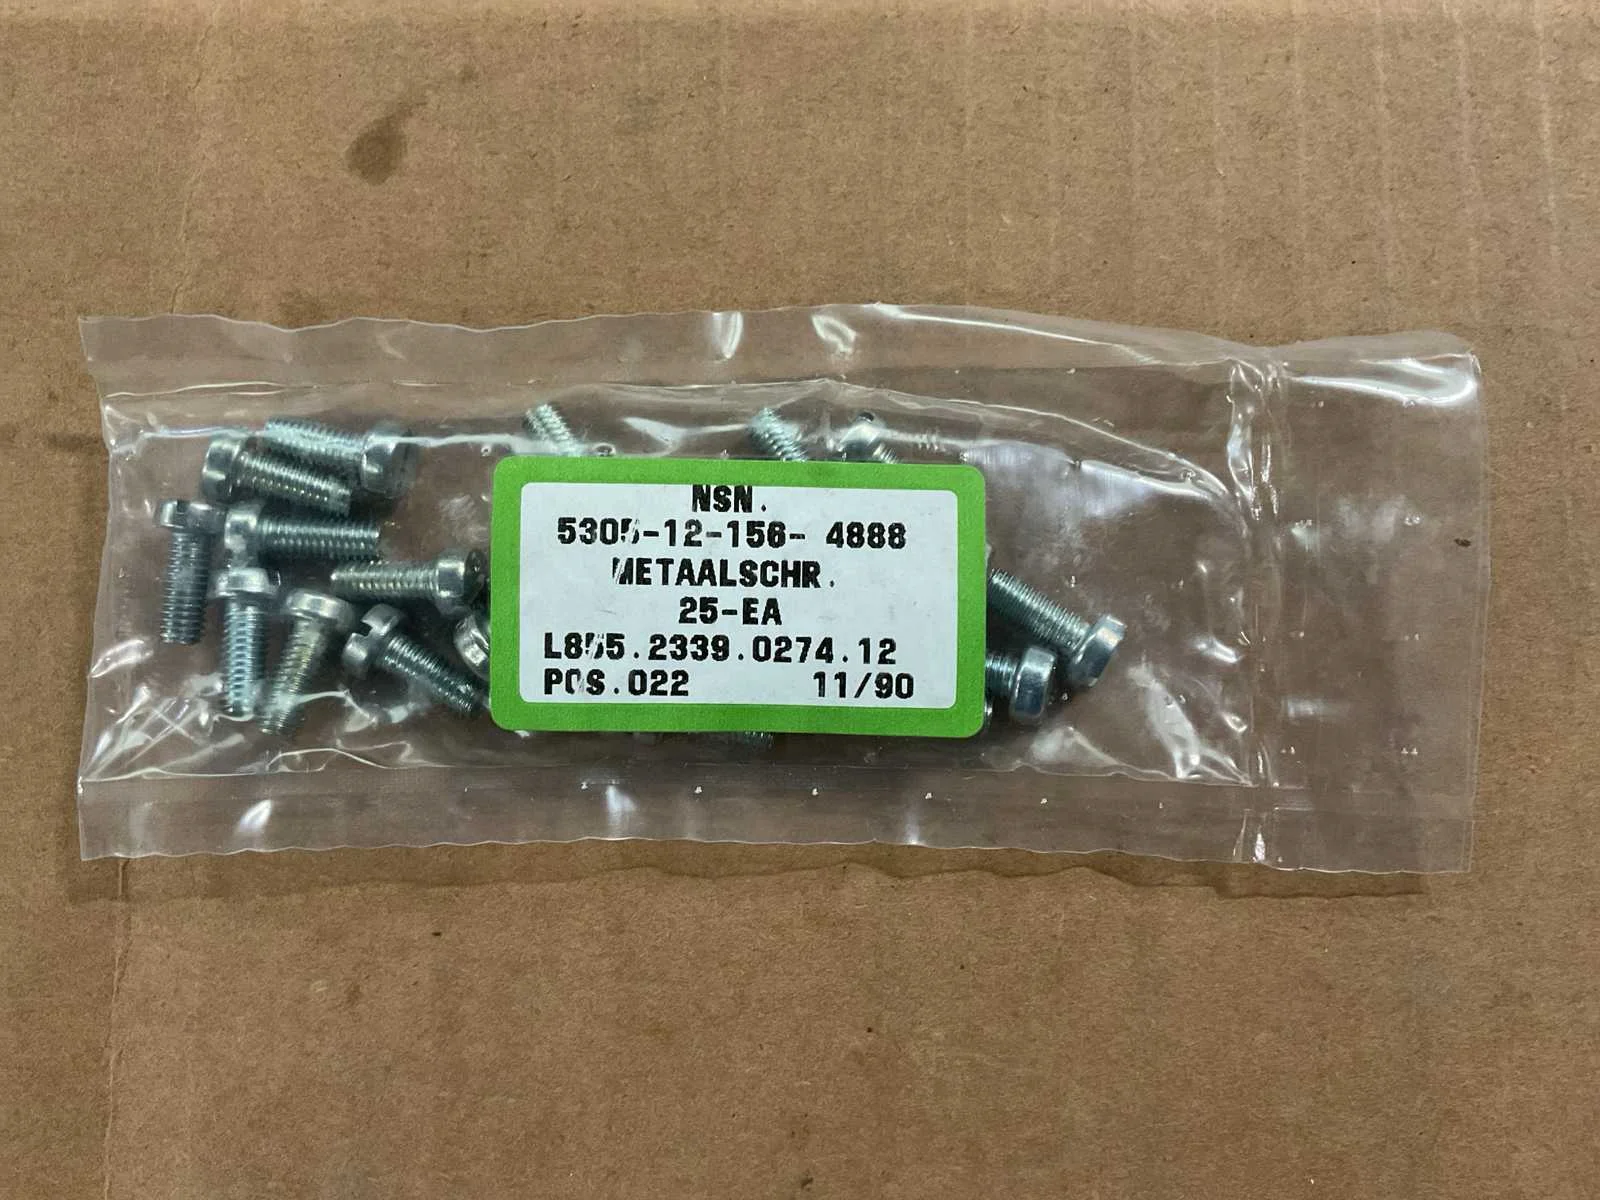 NSN.
5305-12-156- 4888
METAALSCHR.
25-EA
L855.2339.0274.12
POS.022 11/90